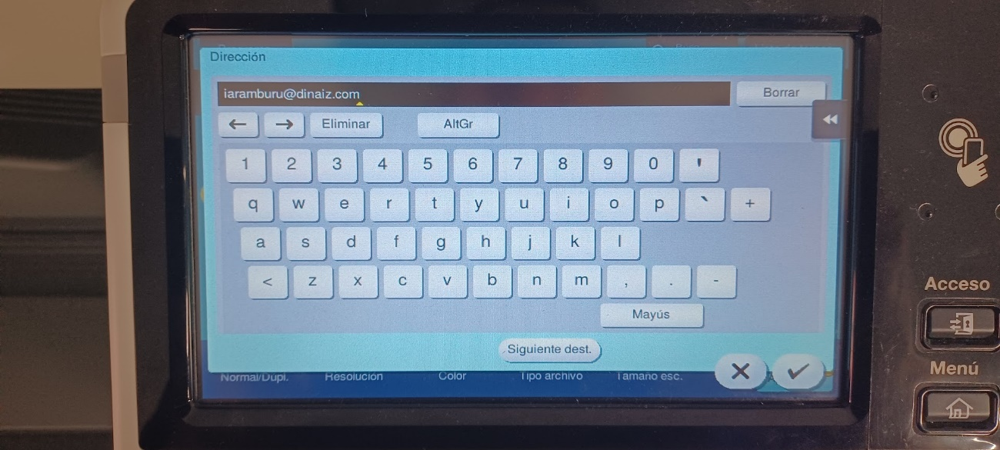 Dirección
iaramburu@dinaiz.com
Borrar
← → Eliminar AltGr
1 2 3 4 5 6 7 8 9 0 '
q w e r t y u i o p ` +
a s d f g h j k l
< z x c v b n m , . -
Mayús
Siguiente dest.
Normal/Dupl. Resolución Color Tipo archivo Tamaño esc.
Acceso
Menú